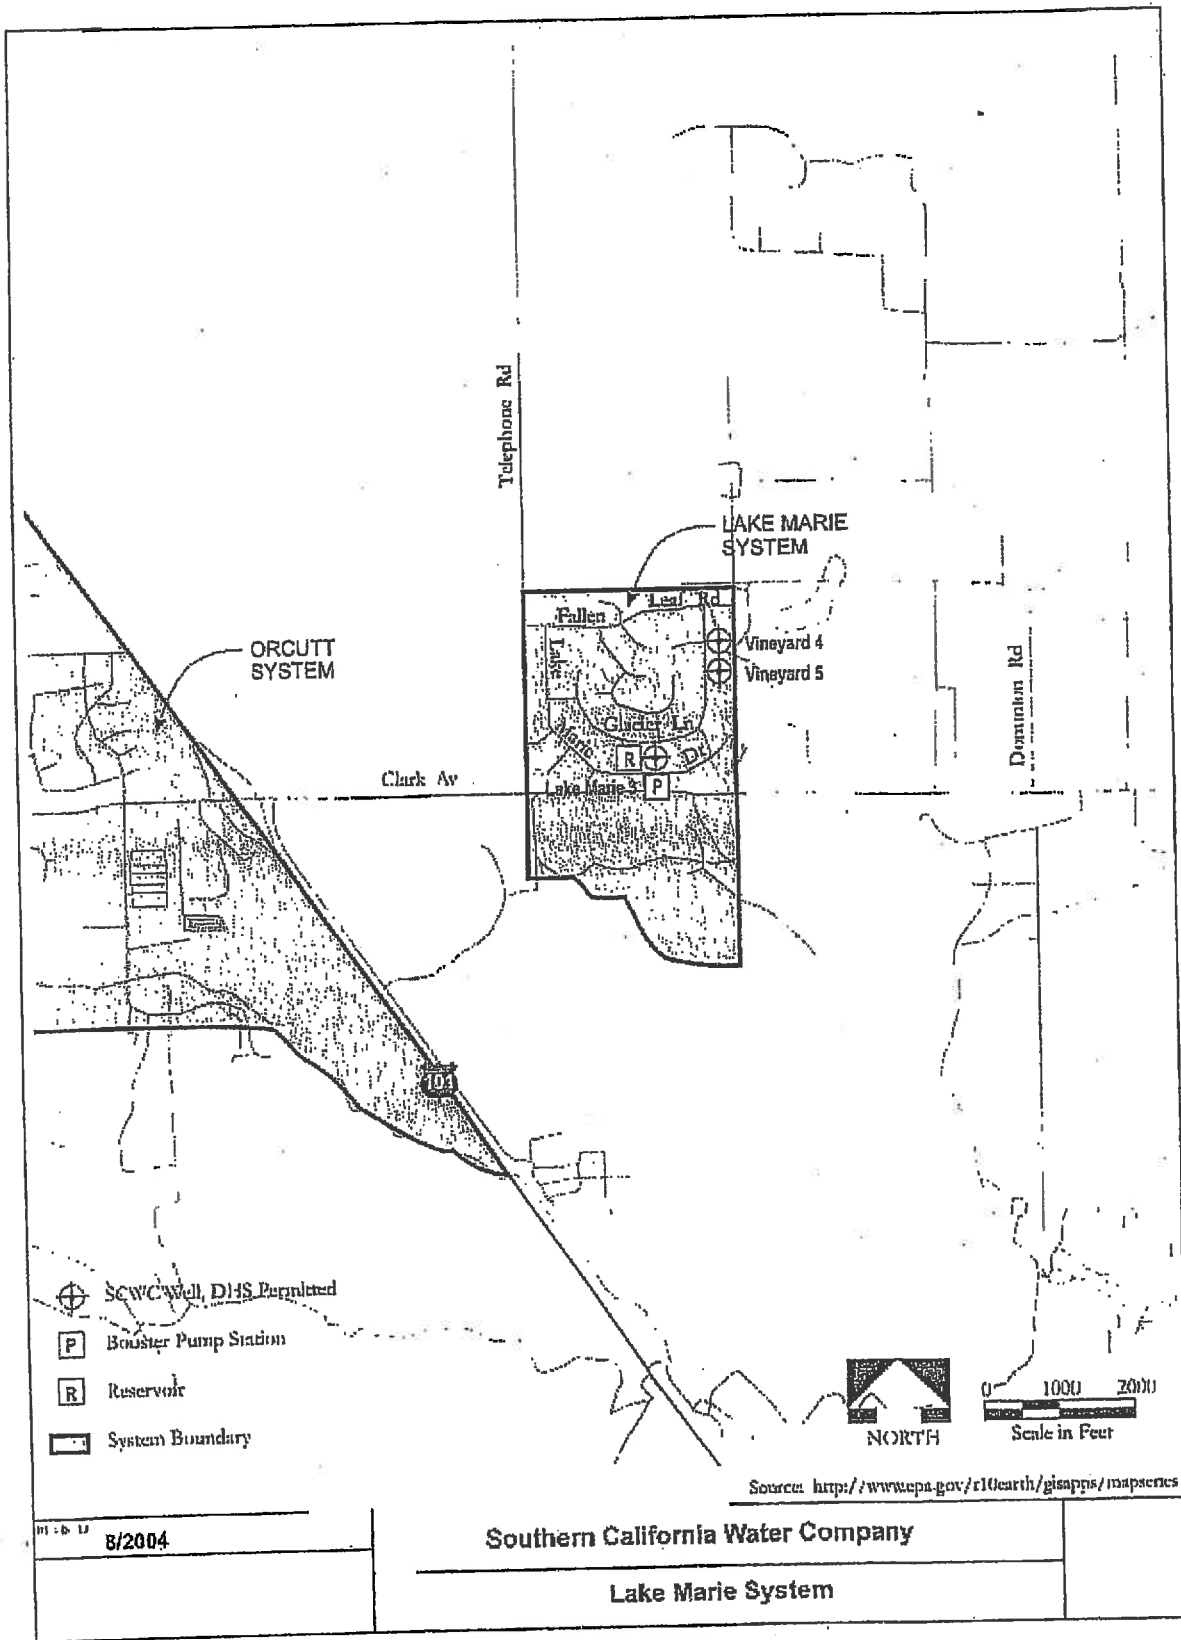 Telephone Rd
LAKE MARIE
SYSTEM
Fallen Leaf Rd
ORCUTT
SYSTEM
Lake
Vineyard 4
Vineyard 5
Dominion Rd
Glacier Ln
Marie Dr
R
Clark Av
Lake Marie 3
P
101
SCWC Well, DHS Permitted
P
Booster Pump Station
R
Reservoir
System Boundary
NORTH
0 1000 2000
Scale in Feet
Source: http://www.epa.gov/r10earth/gisapps/mapseries
8/2004
Southern California Water Company
Lake Marie System